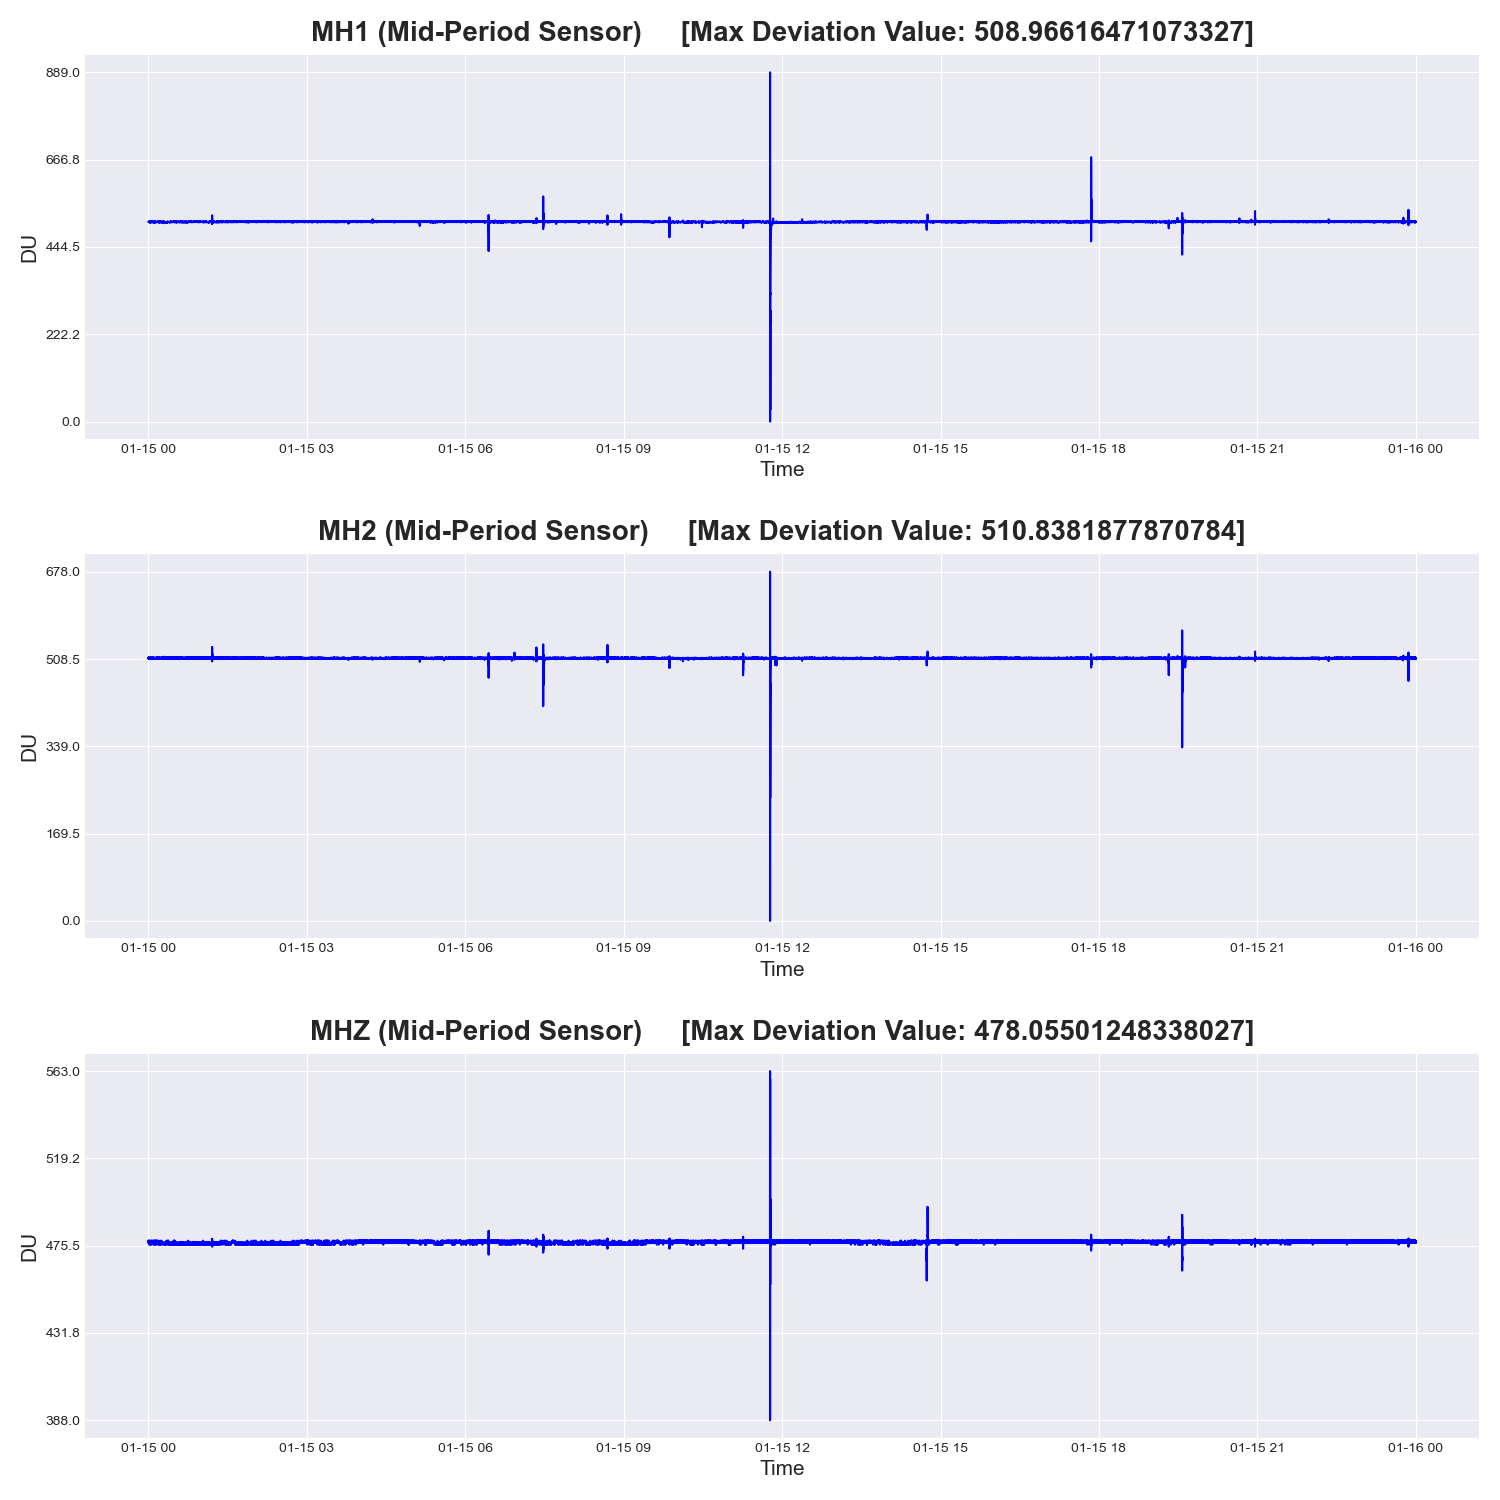 MH1 (Mid-Period Sensor)     [Max Deviation Value: 508.96616471073327]
889.0
666.8
444.5
222.2
0.0
DU
01-15 00 01-15 03 01-15 06 01-15 09 01-15 12 01-15 15 01-15 18 01-15 21 01-16 00
Time
MH2 (Mid-Period Sensor)     [Max Deviation Value: 510.8381877870784]
678.0
508.5
339.0
169.5
0.0
DU
01-15 00 01-15 03 01-15 06 01-15 09 01-15 12 01-15 15 01-15 18 01-15 21 01-16 00
Time
MHZ (Mid-Period Sensor)     [Max Deviation Value: 478.05501248338027]
563.0
519.2
475.5
431.8
388.0
DU
01-15 00 01-15 03 01-15 06 01-15 09 01-15 12 01-15 15 01-15 18 01-15 21 01-16 00
Time